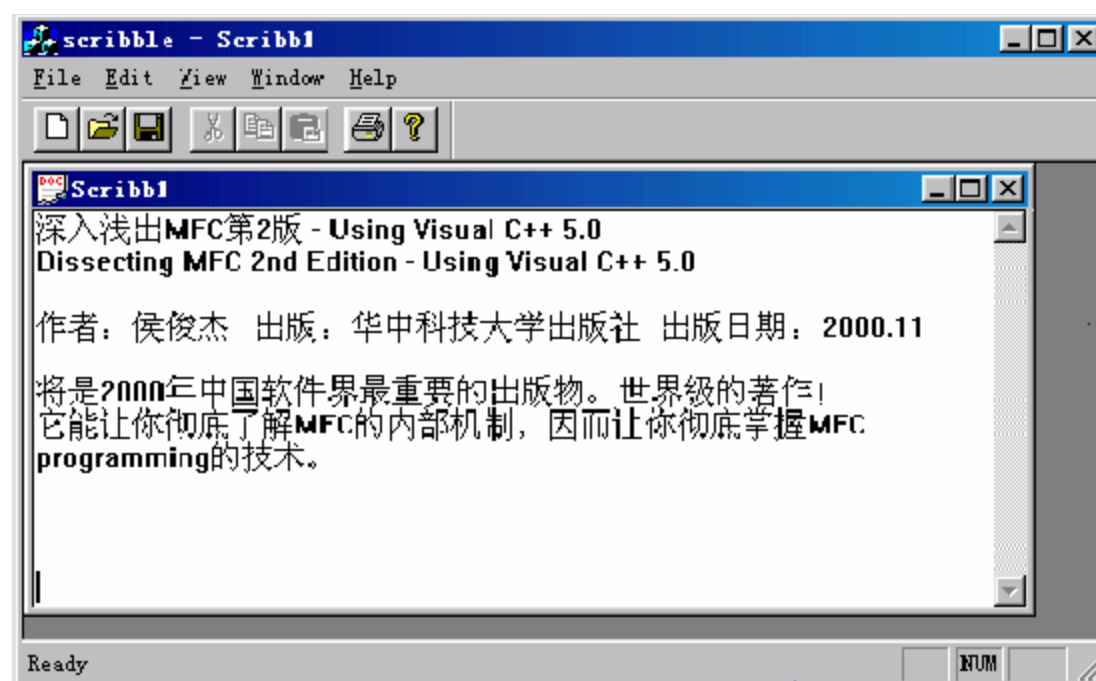 scribble - Scribb1
File Edit View Window Help
Scribb1
深入浅出MFC第2版 - Using Visual C++ 5.0
Dissecting MFC 2nd Edition - Using Visual C++ 5.0
作者：侯俊杰 出版：华中科技大学出版社 出版日期：2000.11
将是2000年中国软件界最重要的出版物。世界级的著作!
它能让你彻底了解MFC的内部机制，因而让你彻底掌握MFC
programming的技术。
Ready
NUM